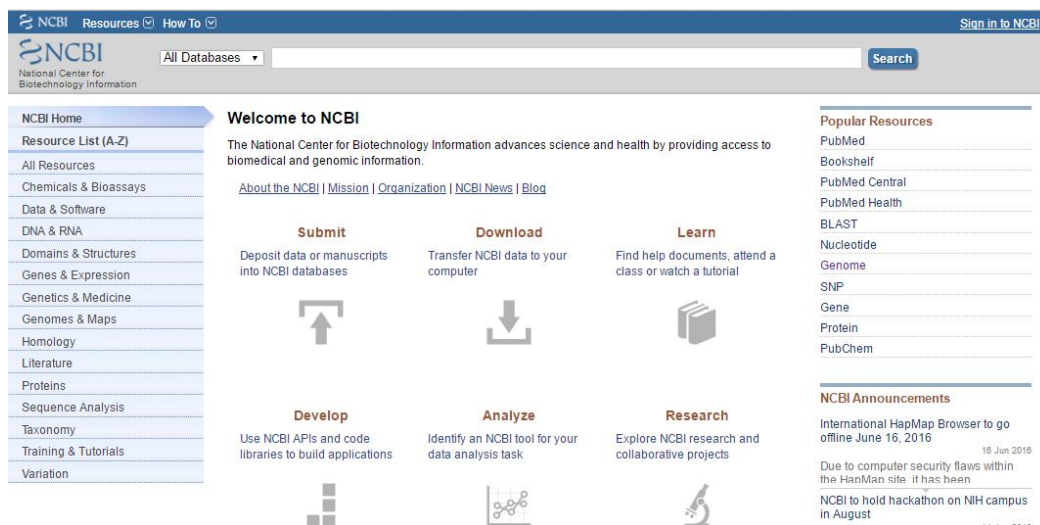 NCBI Resources How To Sign in to NCBI
NCBI
National Center for
Biotechnology Information
All Databases
Search
NCBI Home
Resource List (A-Z)
All Resources
Chemicals & Bioassays
Data & Software
DNA & RNA
Domains & Structures
Genes & Expression
Genetics & Medicine
Genomes & Maps
Homology
Literature
Proteins
Sequence Analysis
Taxonomy
Training & Tutorials
Variation
Welcome to NCBI
The National Center for Biotechnology Information advances science and health by providing access to
biomedical and genomic information.
About the NCBI | Mission | Organization | NCBI News | Blog
Submit
Deposit data or manuscripts
into NCBI databases
Download
Transfer NCBI data to your
computer
Learn
Find help documents, attend a
class or watch a tutorial
Develop
Use NCBI APIs and code
libraries to build applications
Analyze
Identify an NCBI tool for your
data analysis task
Research
Explore NCBI research and
collaborative projects
Popular Resources
PubMed
Bookshelf
PubMed Central
PubMed Health
BLAST
Nucleotide
Genome
SNP
Gene
Protein
PubChem
NCBI Announcements
International HapMap Browser to go
offline June 16, 2016
16 Jun 2016
Due to computer security flaws within
the HapMap site, it has been
NCBI to hold hackathon on NIH campus
in August